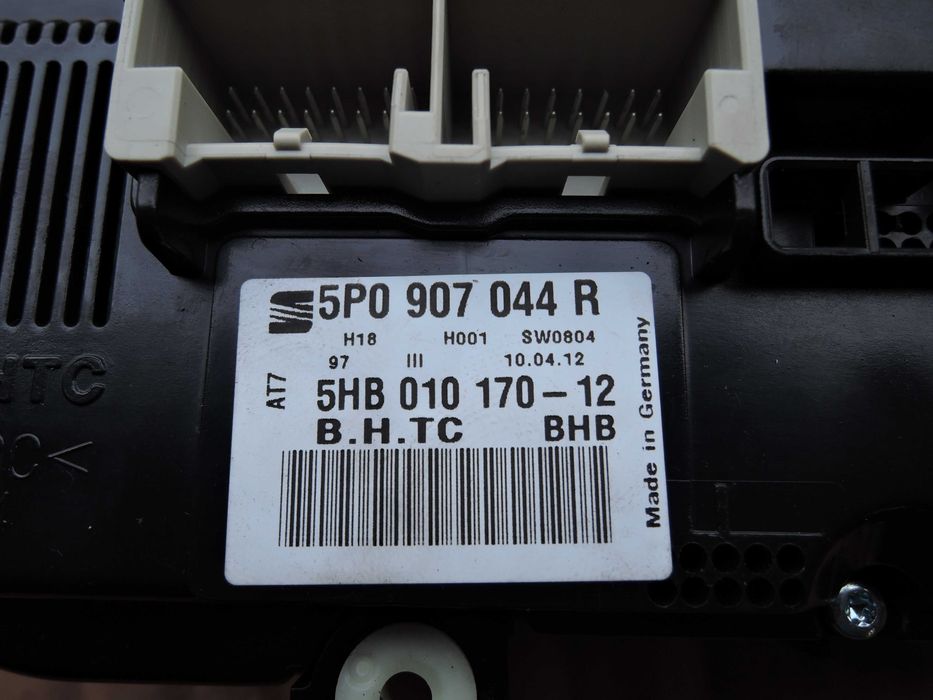 5P0 907 044 R
H18 H001 SW0804
97 III 10.04.12
AT7
5HB 010 170-12
B.H.TC BHB
Made in Germany
HTC